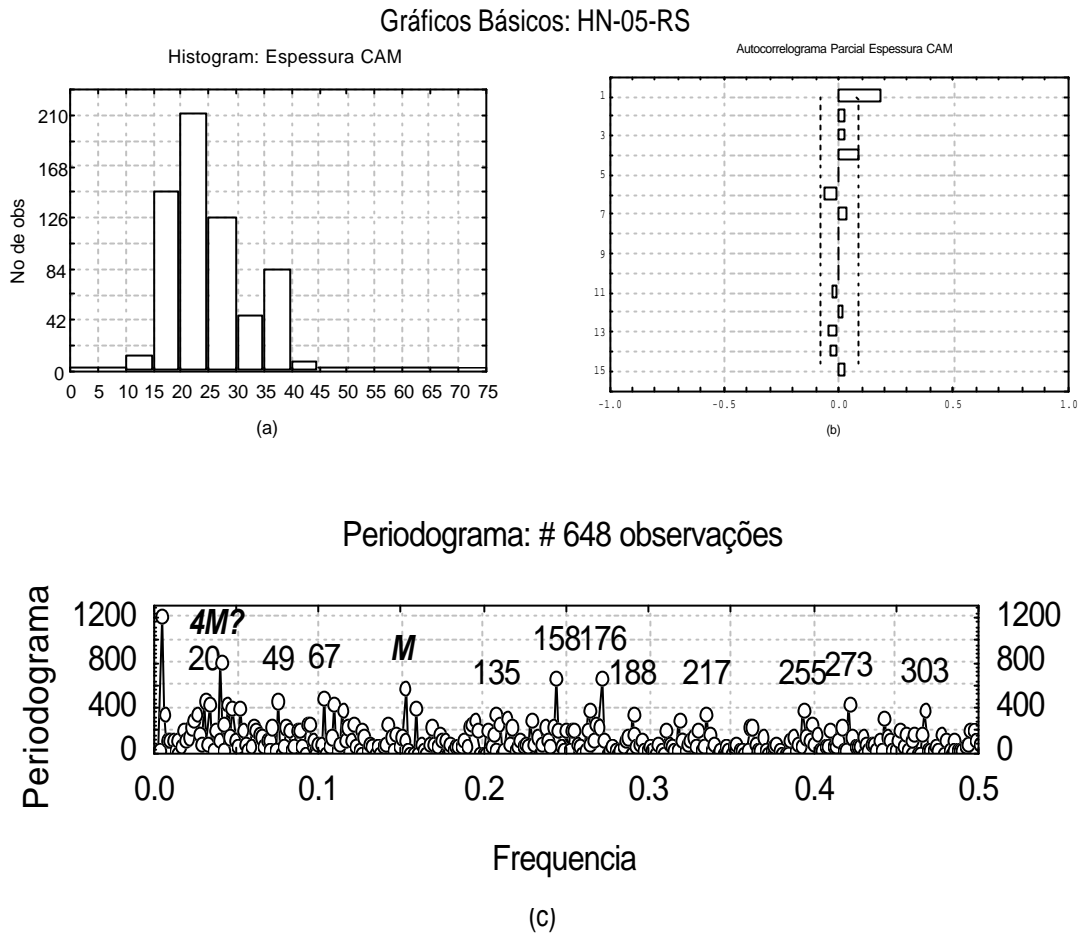 Gráficos Básicos: HN-05-RS
Histogram: Espessura CAM
No de obs
210
168
126
84
42
0
0 5 10 15 20 25 30 35 40 45 50 55 60 65 70 75
(a)
Autocorrelograma Parcial Espessura CAM
1
3
5
7
9
11
13
15
-1.0 -0.5 0.0 0.5 1.0
(b)
Periodograma: # 648 observações
Periodograma
1200
800
400
0
4M?
20 49 67 M 135 158 176 188 217 255 273 303
1200
800
400
0
0.0 0.1 0.2 0.3 0.4 0.5
Frequencia
(c)